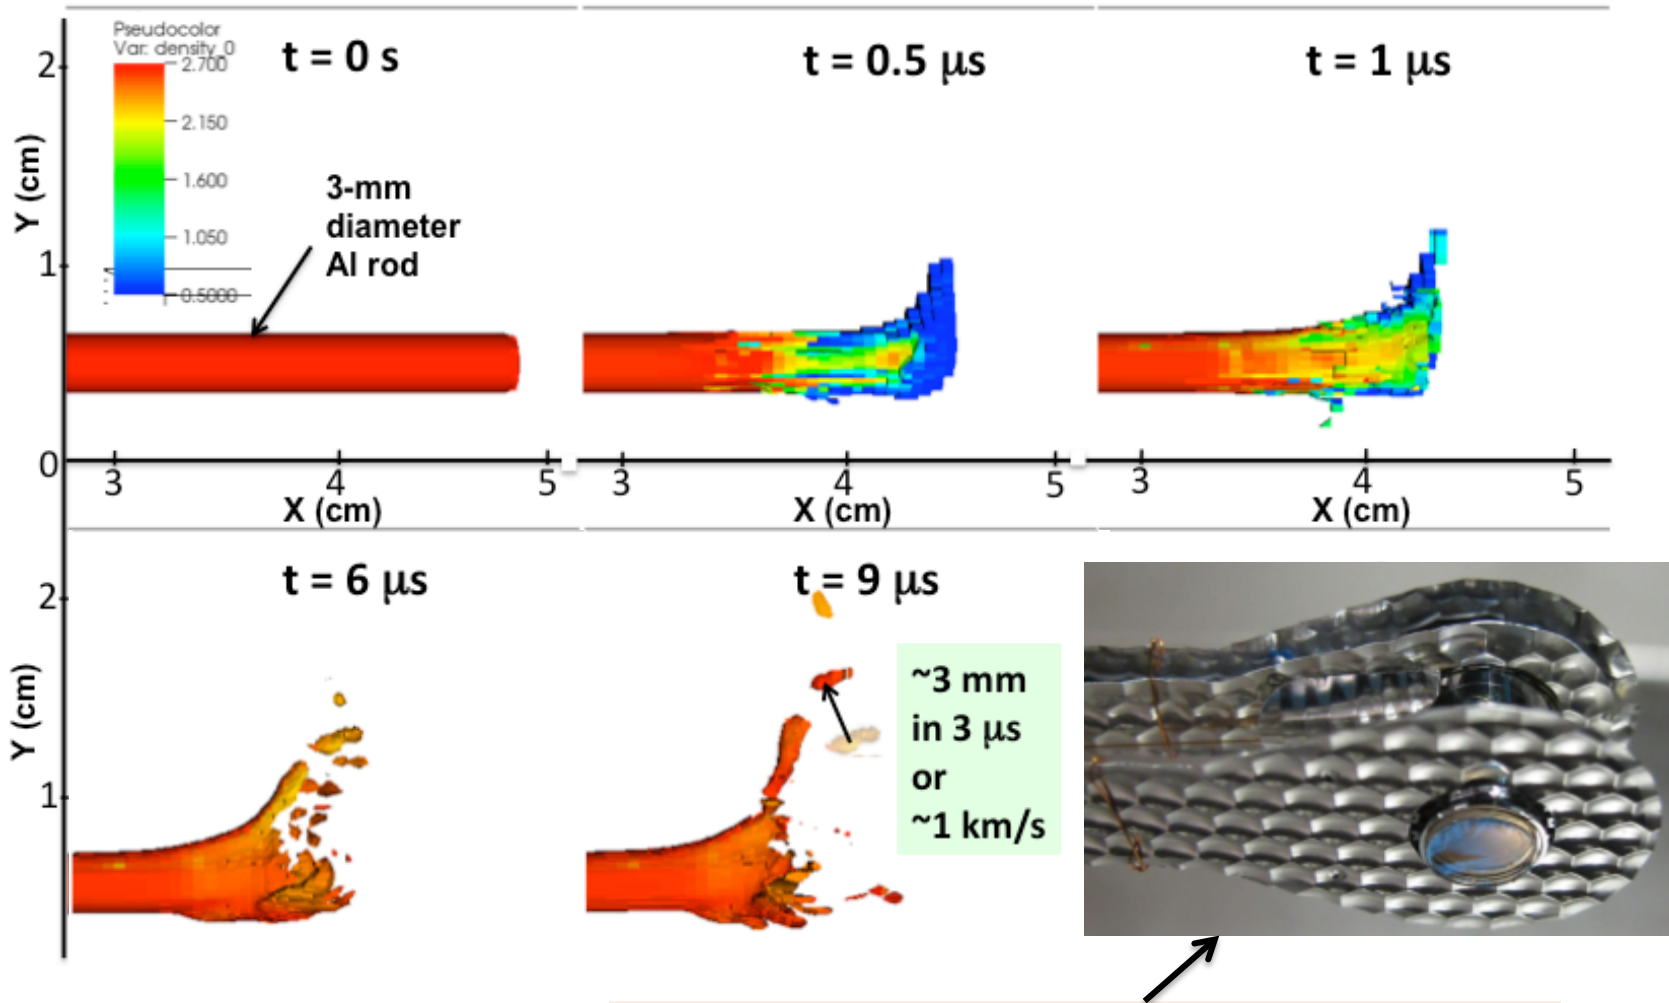 Pseudocolor
Var: density_0
2.700
2.150
1.600
1.050
0.5000
t = 0 s
3-mm
diameter
Al rod
t = 0.5 μs
t = 1 μs
Y (cm)
2
1
0
3 4 5
X (cm)
3 4 5
X (cm)
3 4 5
X (cm)
t = 6 μs
t = 9 μs
Y (cm)
2
1
~3 mm
in 3 μs
or
~1 km/s